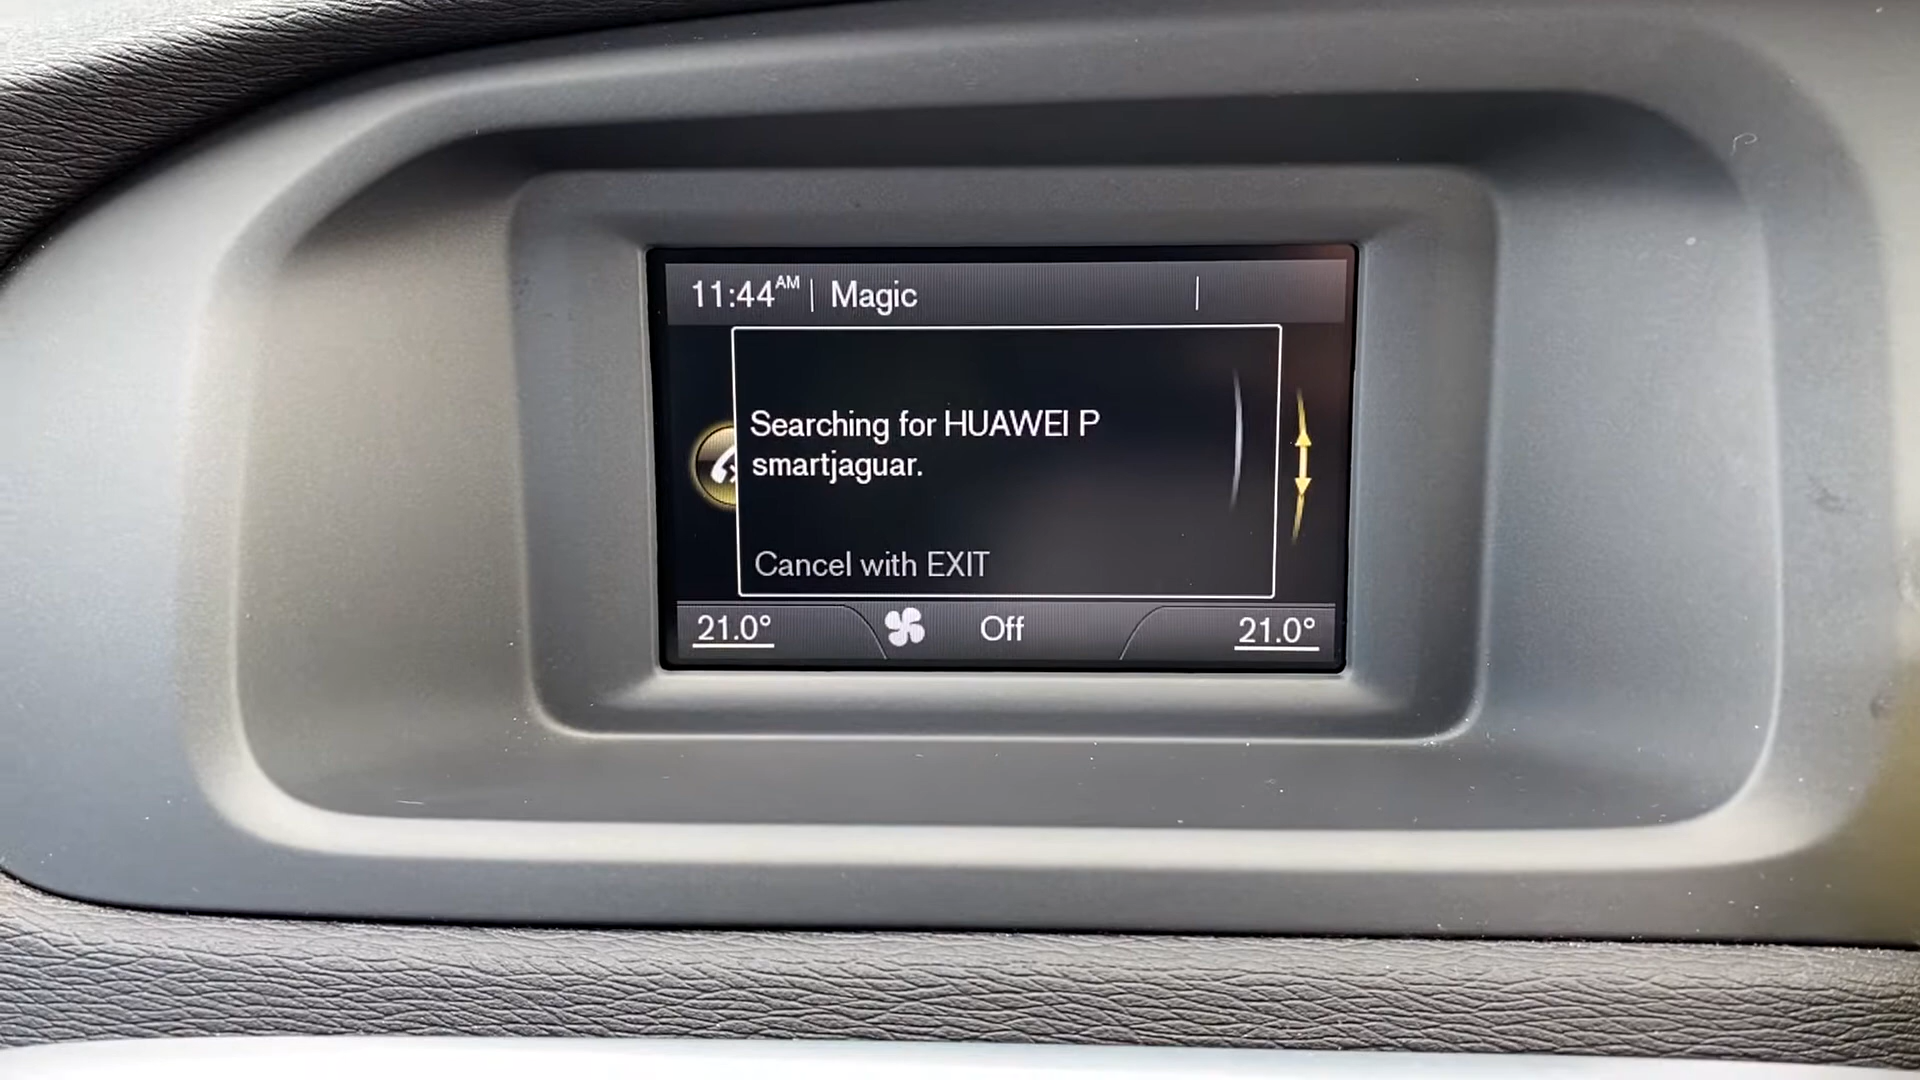 11:44AM | Magic |
Searching for HUAWEI P
smartjaguar.
Cancel with EXIT
21.0° Off 21.0°